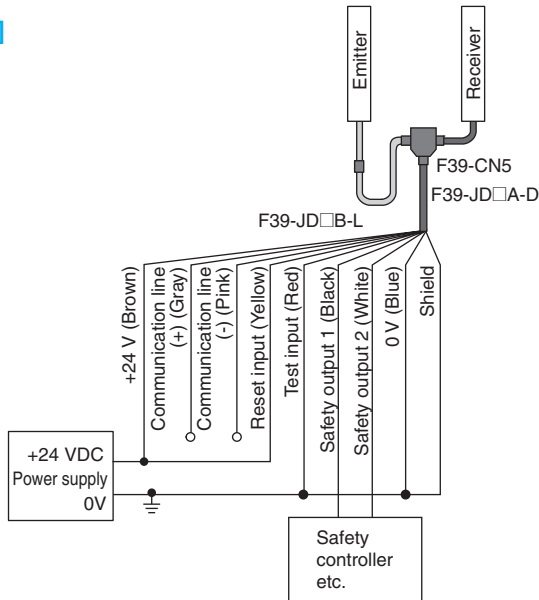 Emitter
Receiver
F39-CN5
F39-JD□A-D
F39-JD□B-L
+24 V (Brown)
Communication line
(+) (Gray)
Communication line
(-) (Pink)
Reset input (Yellow)
Test input (Red)
Safety output 1 (Black)
Safety output 2 (White)
0 V (Blue)
Shield
+24 VDC
Power supply
0V
Safety
controller
etc.